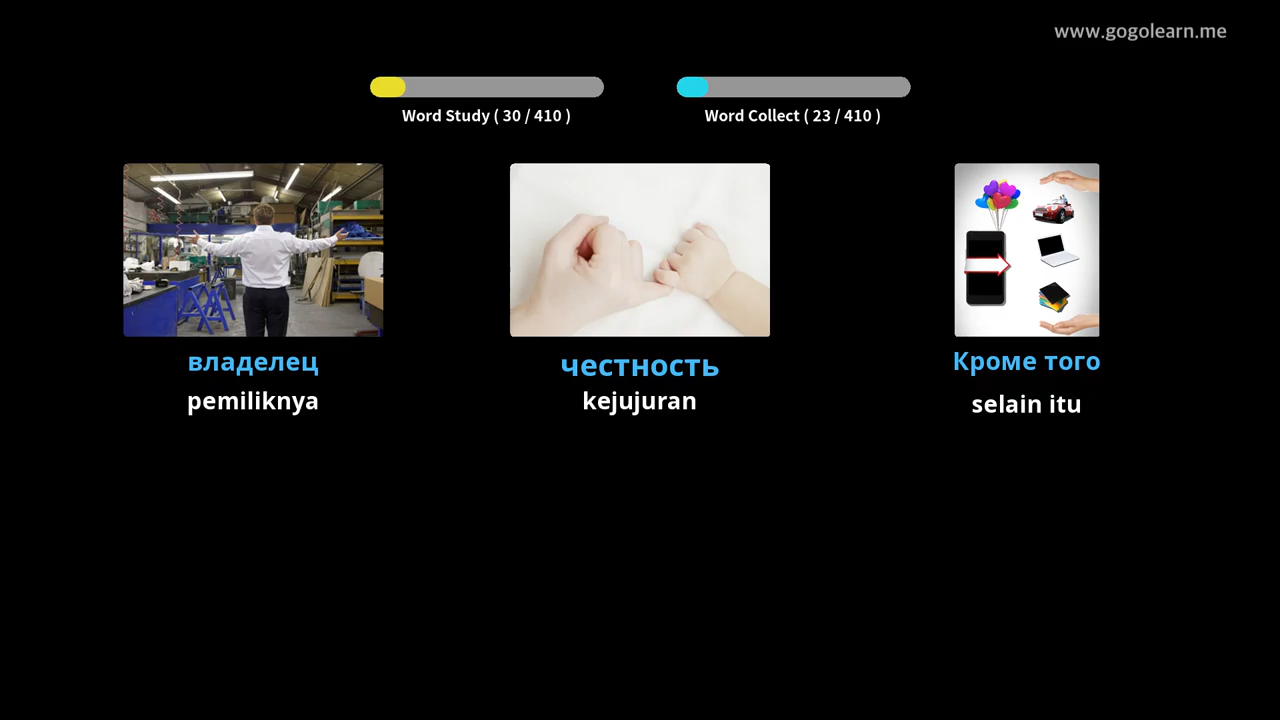 www.gogolearn.me
Word Study ( 30 / 410 )
Word Collect ( 23 / 410 )
владелец
pemiliknya
честность
kejujuran
Кроме того
selain itu